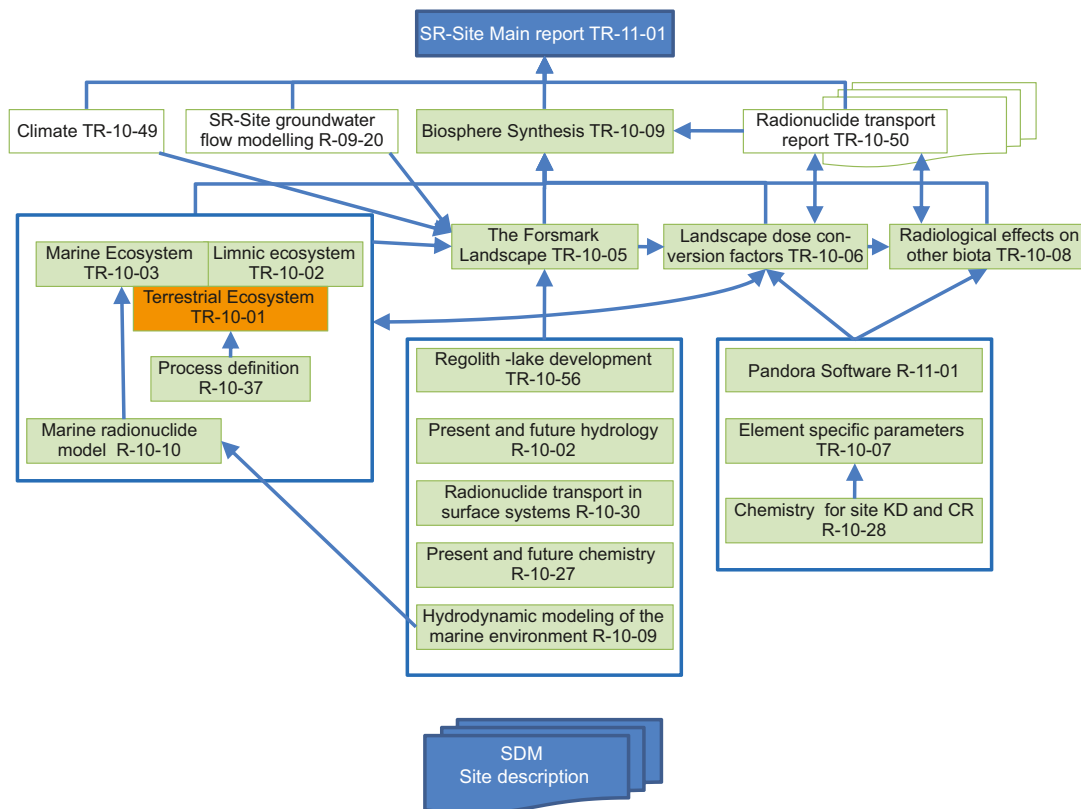 SR-Site Main report TR-11-01
Climate TR-10-49
SR-Site groundwater
flow modelling R-09-20
Biosphere Synthesis TR-10-09
Radionuclide transport
report TR-10-50
Marine Ecosystem
TR-10-03
Limnic ecosystem
TR-10-02
Terrestrial Ecosystem
TR-10-01
Process definition
R-10-37
Marine radionuclide
model  R-10-10
The Forsmark
Landscape TR-10-05
Landscape dose con-
version factors TR-10-06
Radiological effects on
other biota TR-10-08
Regolith -lake development
TR-10-56
Present and future hydrology
R-10-02
Radionuclide transport in
surface systems R-10-30
Present and future chemistry
R-10-27
Hydrodynamic modeling of the
marine environment R-10-09
Pandora Software R-11-01
Element specific parameters
TR-10-07
Chemistry  for site KD and CR
R-10-28
SDM
Site description